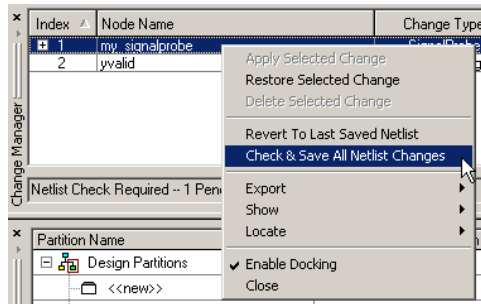 Index Node Name Change Type
1 my_signalprobe SignalProbe
2 yvalid
Apply Selected Change
Restore Selected Change
Delete Selected Change
Revert To Last Saved Netlist
Check & Save All Netlist Changes
Export
Show
Locate
Enable Docking
Close
Change Manager
Netlist Check Required -- 1 Pen
Partition Name
Design Partitions
<<new>>